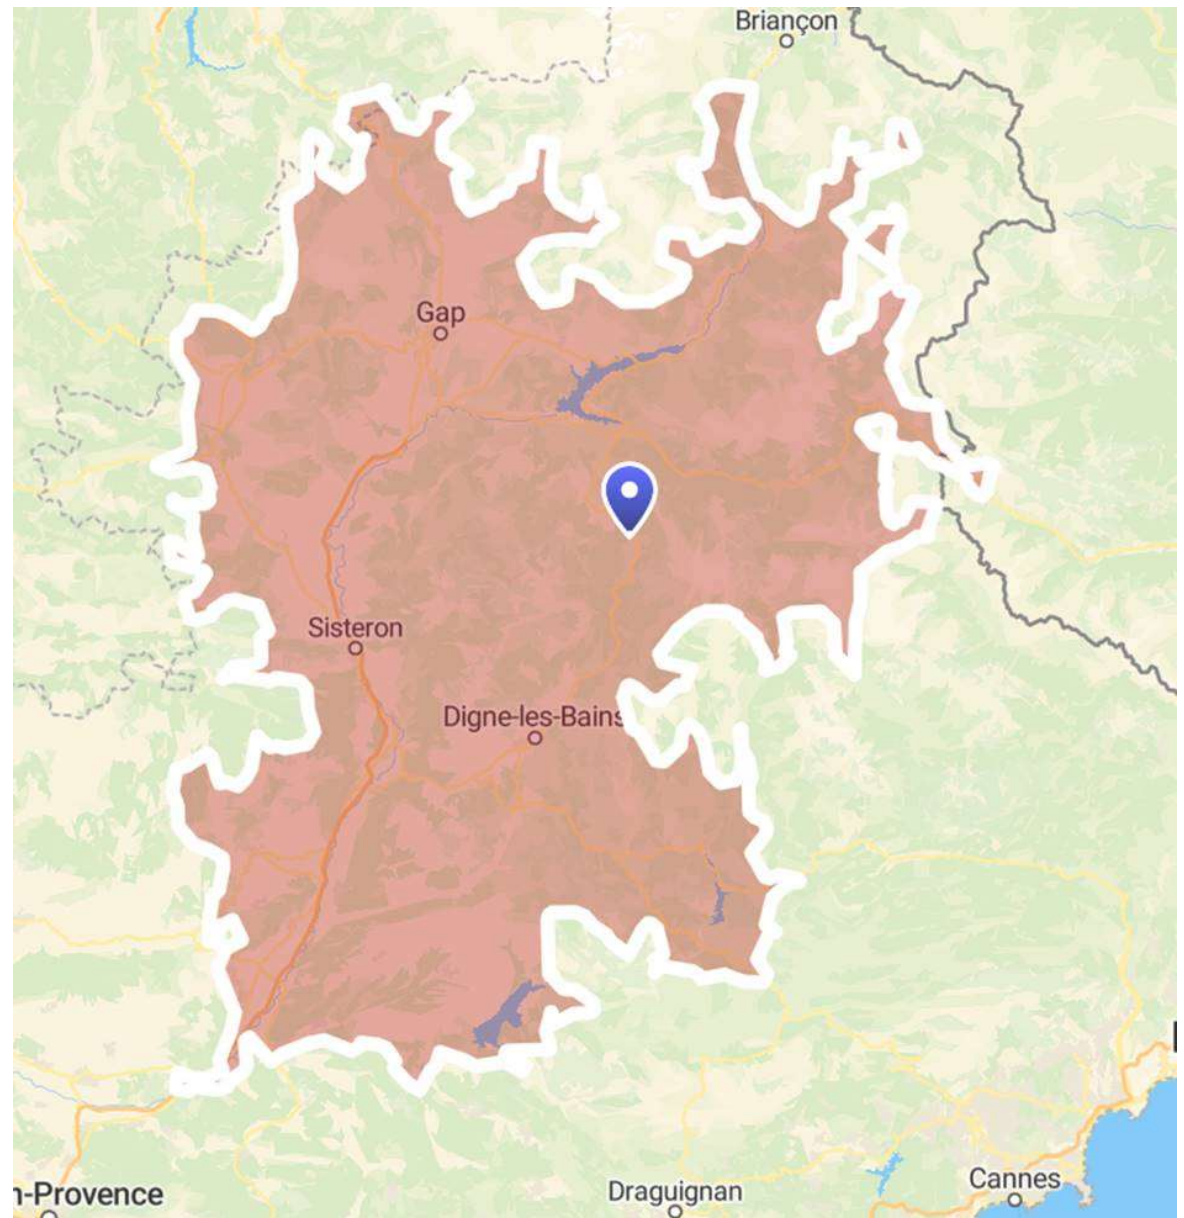 Briançon
Gap
Sisteron
Digne-les-Bains
Cannes
n-Provence
Draguignan